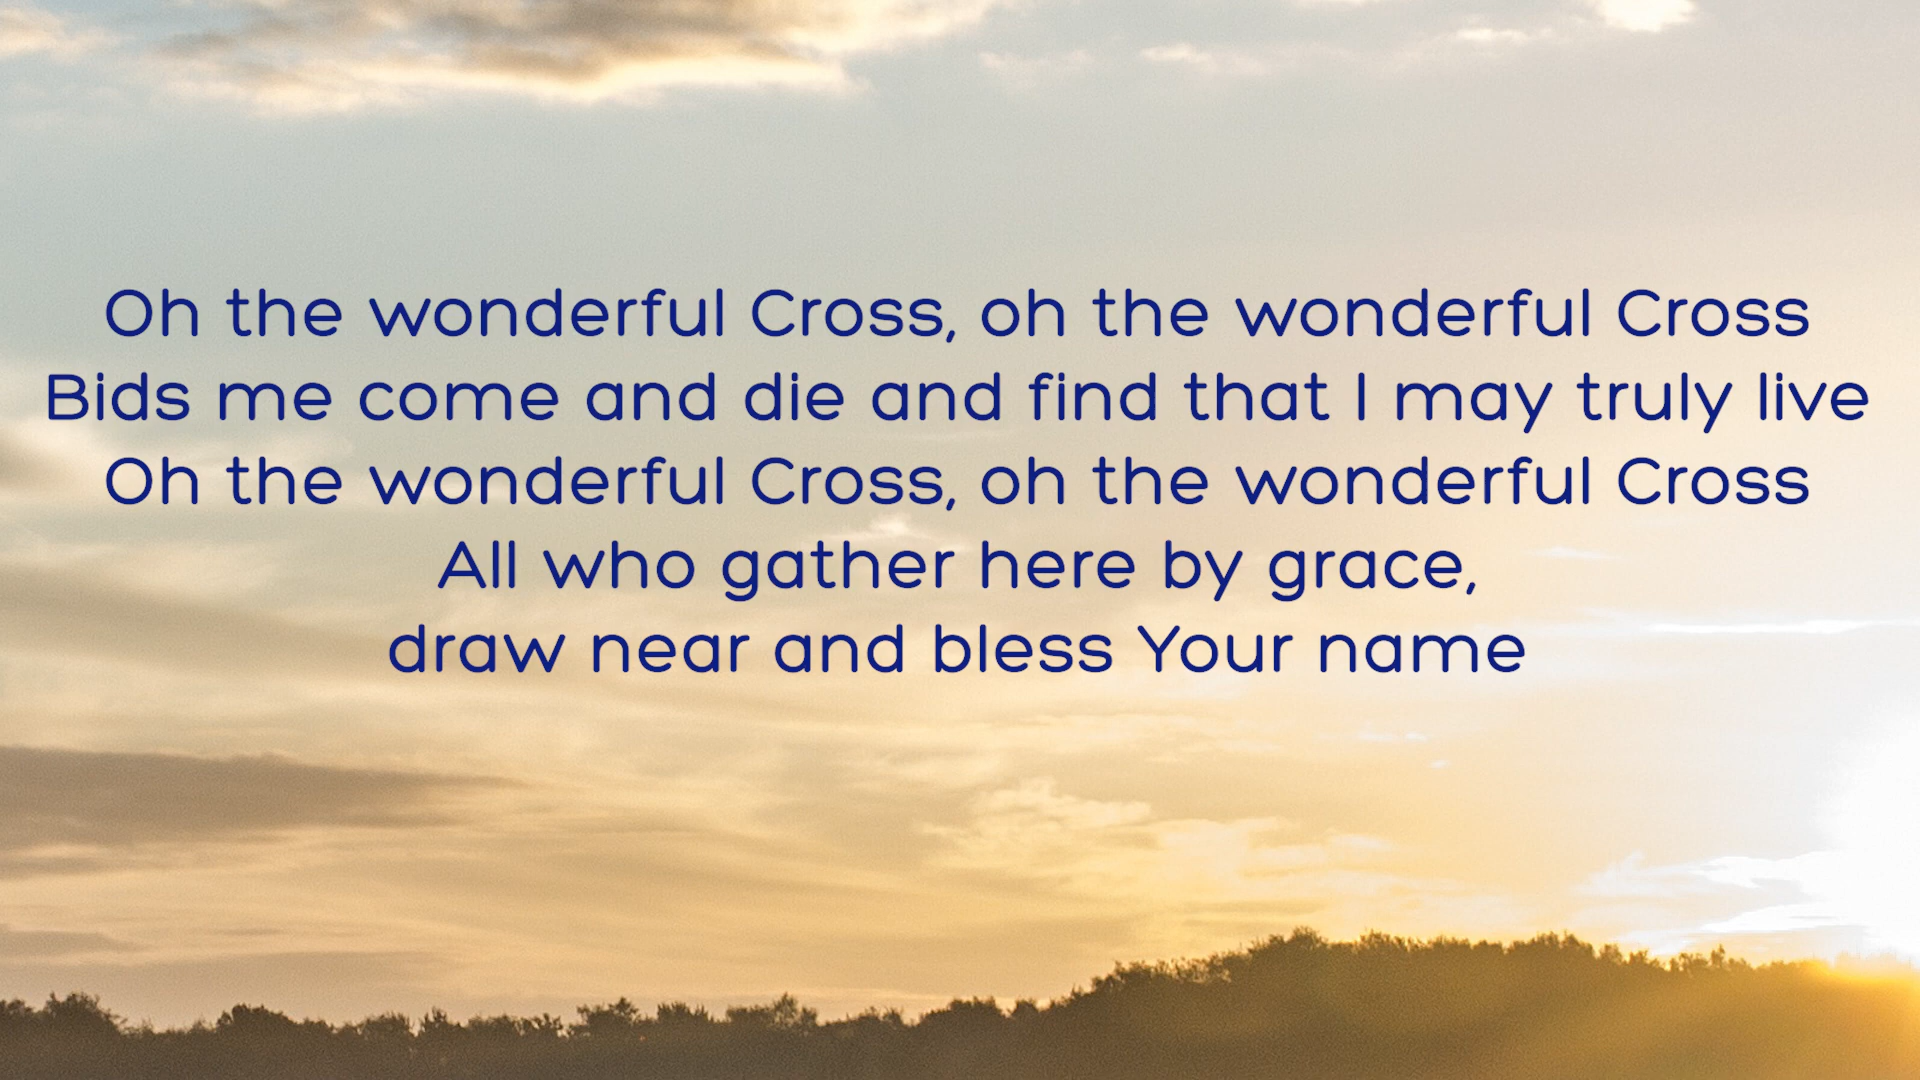 Oh the wonderful Cross, oh the wonderful Cross
Bids me come and die and find that I may truly live
Oh the wonderful Cross, oh the wonderful Cross
All who gather here by grace,
draw near and bless Your name